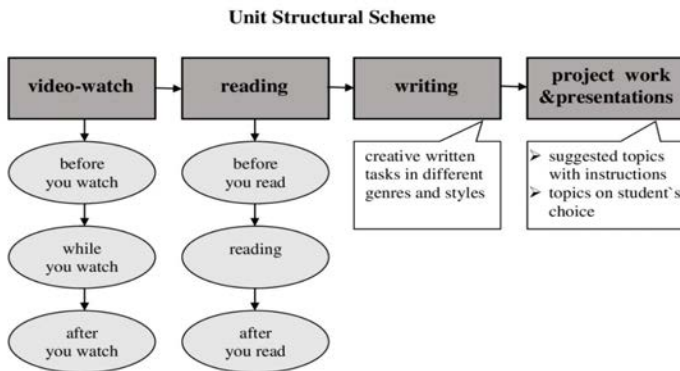 Unit Structural Scheme
video-watch
reading
writing
project work
&presentations
before
you watch
while
you watch
after
you watch
before
you read
reading
after
you read
creative written
tasks in different
genres and styles
➢ suggested topics
with instructions
➢ topics on student`s
choice